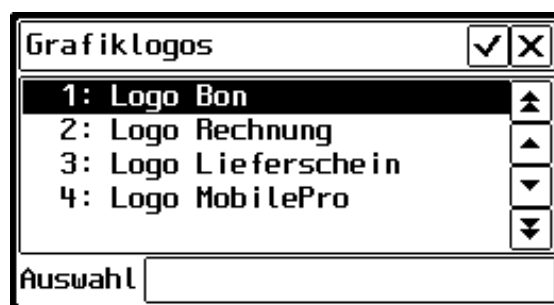 Grafiklogos
1: Logo Bon
2: Logo Rechnung
3: Logo Lieferschein
4: Logo MobilePro
Auswahl